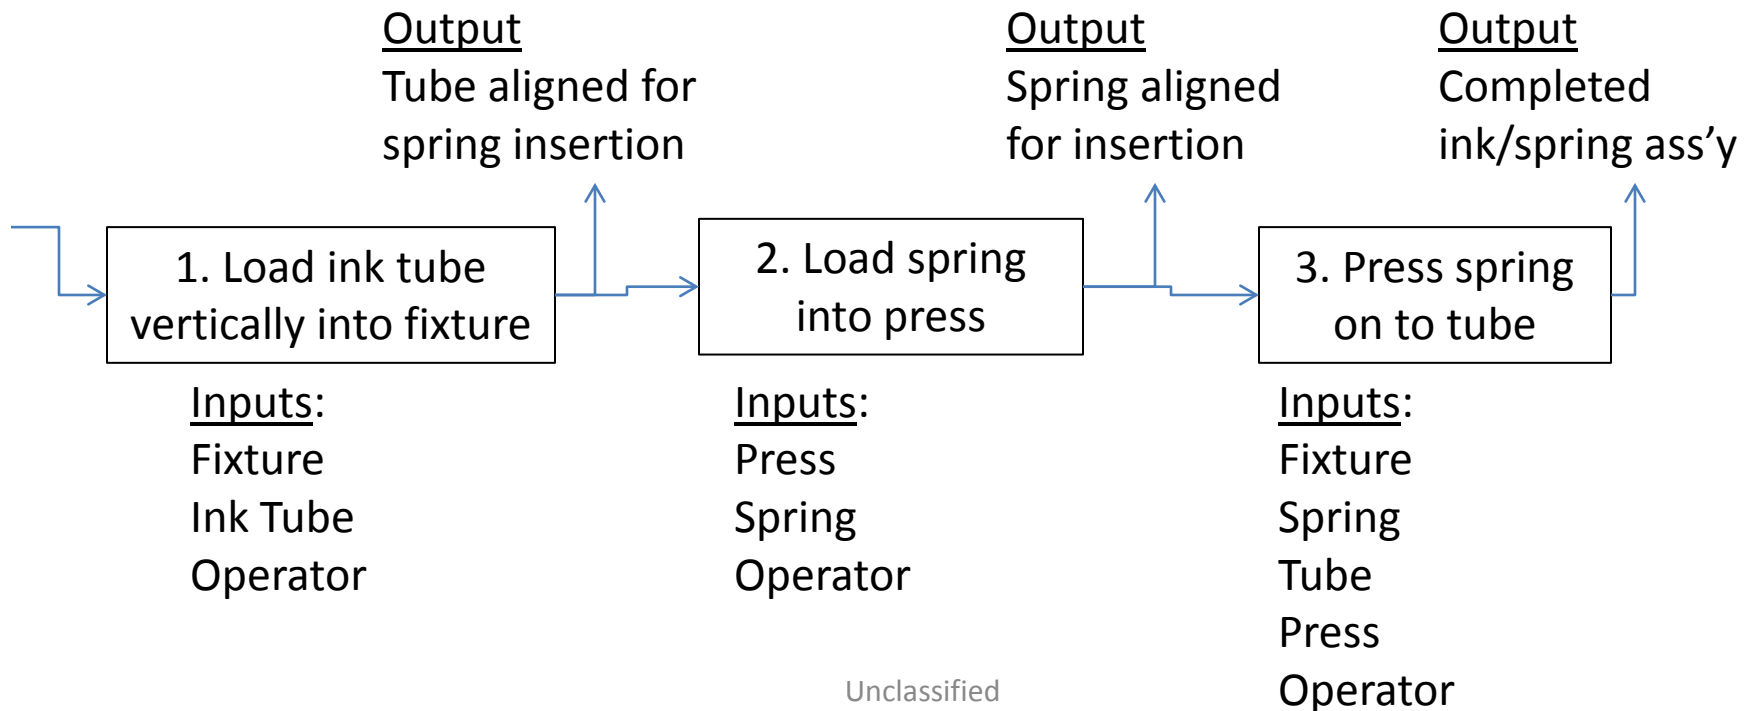 Output
Tube aligned for
spring insertion
Output
Spring aligned
for insertion
Output
Completed
ink/spring ass’y
1. Load ink tube
vertically into fixture
2. Load spring
into press
3. Press spring
on to tube
Inputs:
Fixture
Ink Tube
Operator
Inputs:
Press
Spring
Operator
Inputs:
Fixture
Spring
Tube
Press
Operator
Unclassified